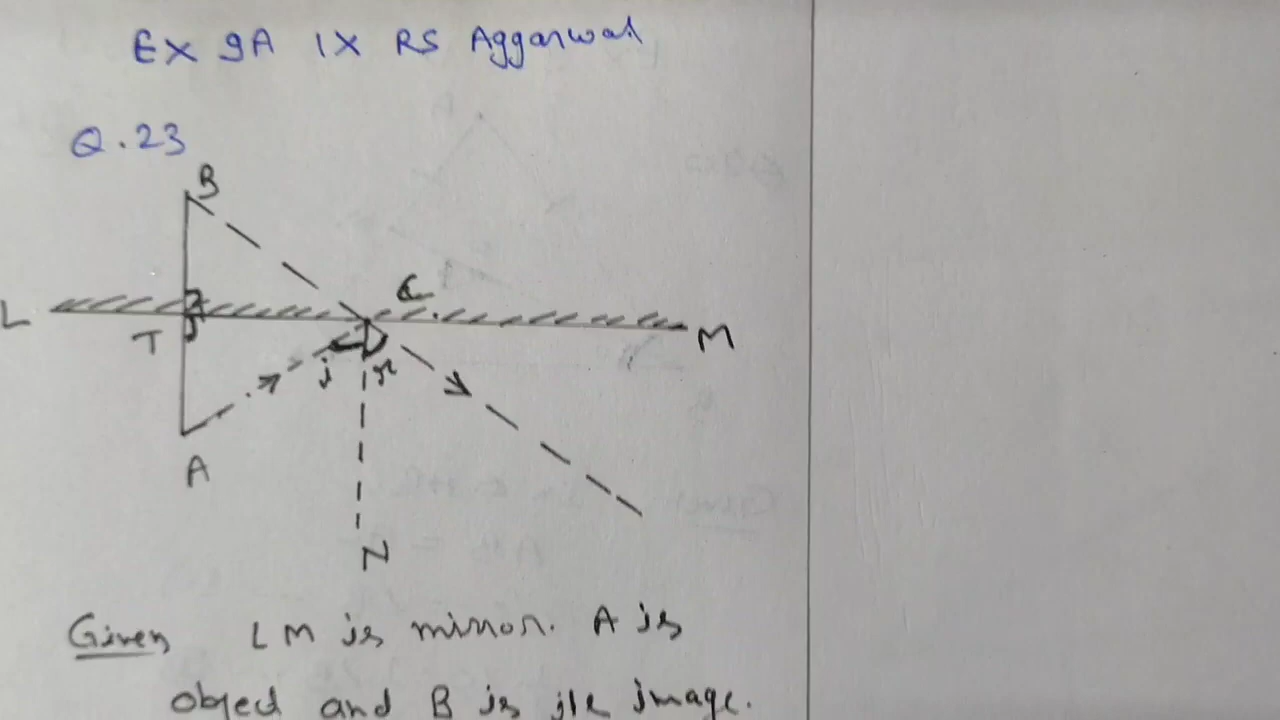 Ex 9A IX RS Aggarwal
Q.23
B
C
L
T
M
i r
A
N
Given LM is mirror. A is
object and B is its image.